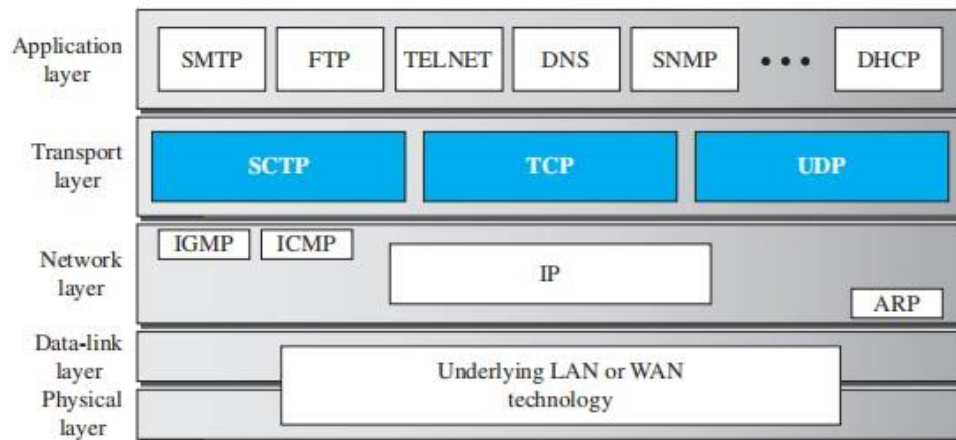 Application
layer
SMTP
FTP
TELNET
DNS
SNMP
• • •
DHCP
Transport
layer
SCTP
TCP
UDP
Network
layer
IGMP
ICMP
IP
ARP
Data-link
layer
Physical
layer
Underlying LAN or WAN
technology